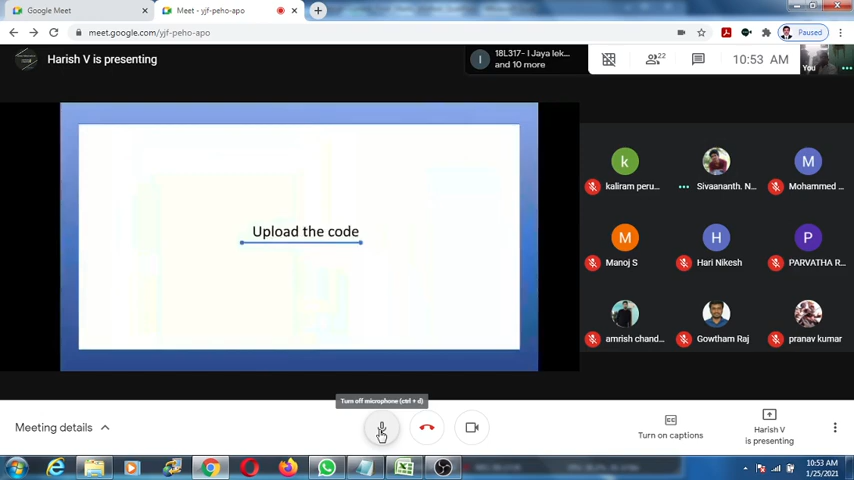 Google Meet
Meet - yjf-peho-apo
meet.google.com/yjf-peho-apo
Paused
Harish V is presenting
18L317- I Jaya lek...
and 10 more
22
10:53 AM
You
Upload the code
k
M
kaliram peru...
Sivaananth. N...
Mohammed ...
M
H
P
Manoj S
Hari Nikesh
PARVATHA R...
amrish chand...
Gowtham Raj
pranav kumar
Turn off microphone (ctrl + d)
Meeting details
Turn on captions
Harish V
is presenting
10:53 AM
1/25/2021